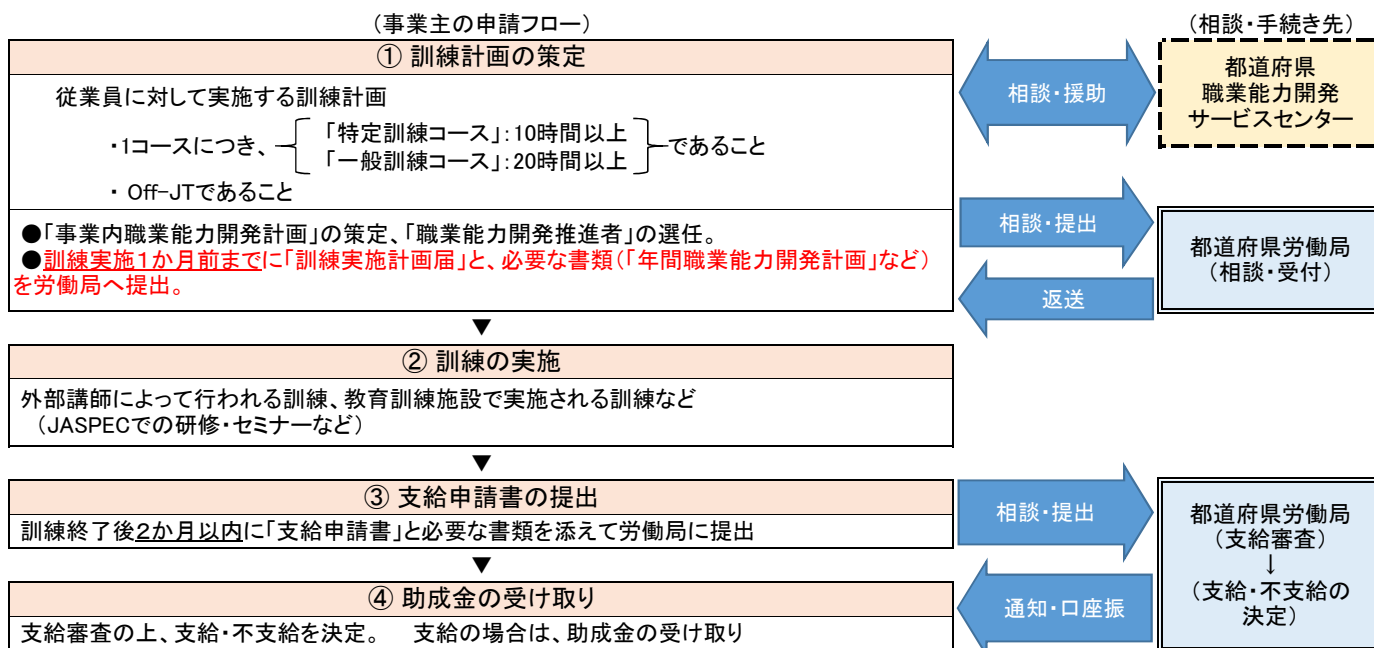 （事業主の申請フロー）
（相談・手続き先）
① 訓練計画の策定
従業員に対して実施する訓練計画
・1コースにつき、
「特定訓練コース」：10時間以上
「一般訓練コース」：20時間以上
であること
・ Off-JTであること
●「事業内職業能力開発計画」の策定、「職業能力開発推進者」の選任。
●訓練実施１か月前までに「訓練実施計画届」と、必要な書類（「年間職業能力開発計画」など）
を労働局へ提出。
相談・援助
都道府県
職業能力開発
サービスセンター
相談・提出
返送
都道府県労働局
（相談・受付）
▼
② 訓練の実施
外部講師によって行われる訓練、教育訓練施設で実施される訓練など
（JASPECでの研修・セミナーなど）
▼
③ 支給申請書の提出
訓練終了後２か月以内に「支給申請書」と必要な書類を添えて労働局に提出
相談・提出
▼
④ 助成金の受け取り
支給審査の上、支給・不支給を決定。　支給の場合は、助成金の受け取り
通知・口座振
都道府県労働局
（支給審査）
↓
（支給・不支給の
決定）